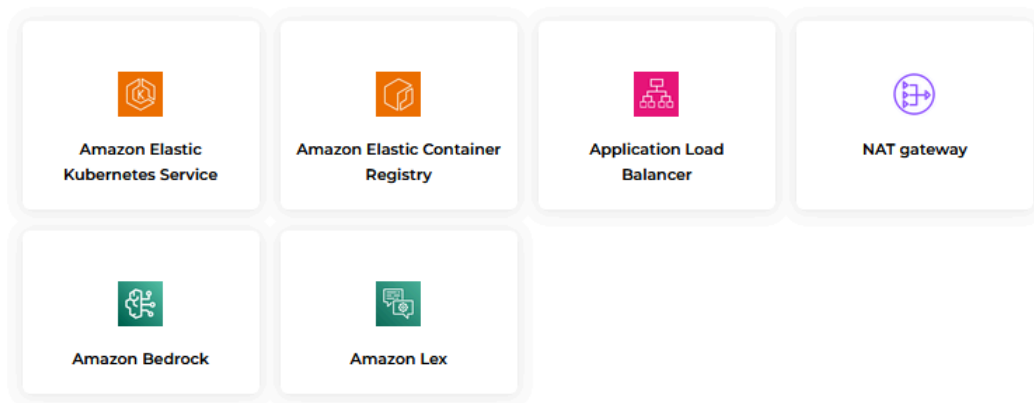 Amazon Elastic
Kubernetes Service
Amazon Elastic Container
Registry
Application Load
Balancer
NAT gateway
Amazon Bedrock
Amazon Lex